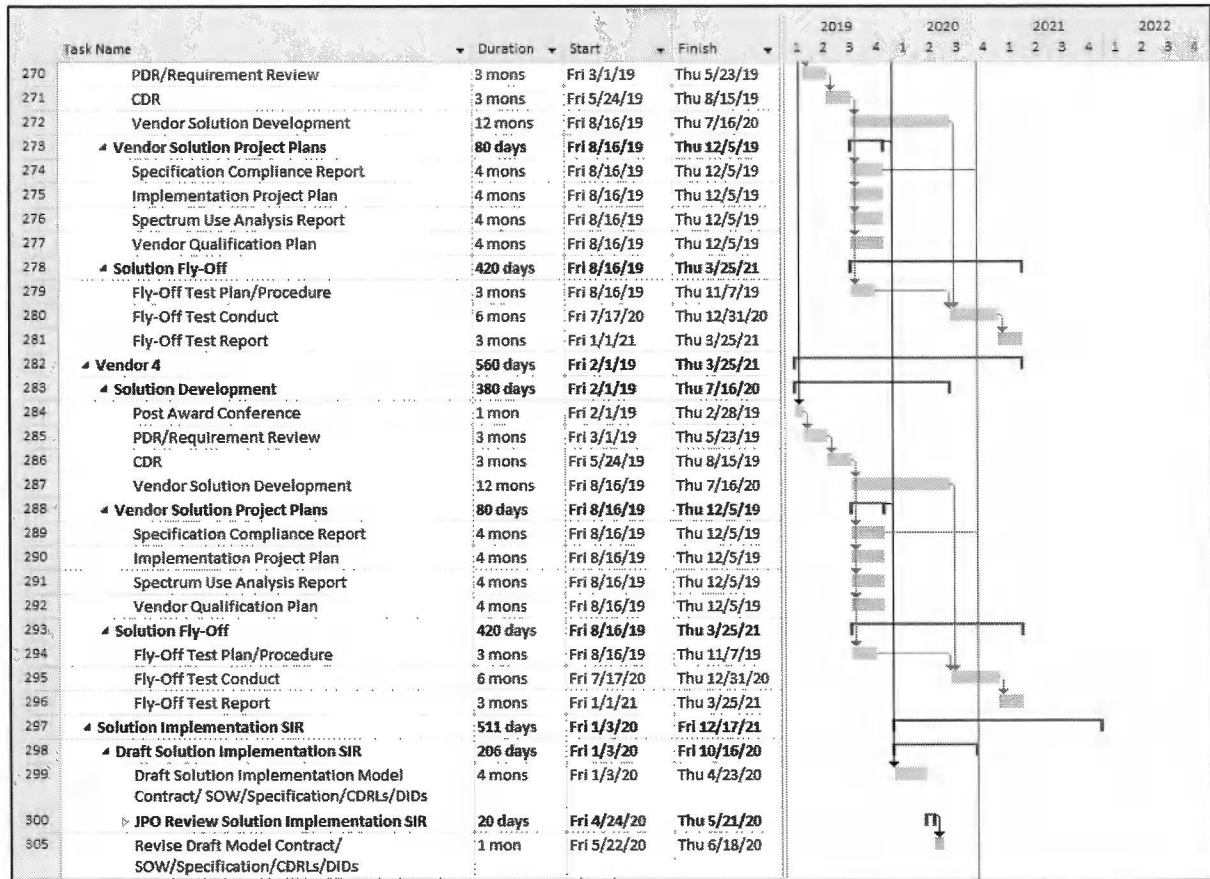 2019 2020 2021 2022
Task Name Duration Start Finish 1 2 3 4 1 2 3 4 1 2 3 4 1 2 3 4
270 PDR/Requirement Review 3 mons Fri 3/1/19 Thu 5/23/19
271 CDR 3 mons Fri 5/24/19 Thu 8/15/19
272 Vendor Solution Development 12 mons Fri 8/16/19 Thu 7/16/20
273 Vendor Solution Project Plans 80 days Fri 8/16/19 Thu 12/5/19
274 Specification Compliance Report 4 mons Fri 8/16/19 Thu 12/5/19
275 Implementation Project Plan 4 mons Fri 8/16/19 Thu 12/5/19
276 Spectrum Use Analysis Report 4 mons Fri 8/16/19 Thu 12/5/19
277 Vendor Qualification Plan 4 mons Fri 8/16/19 Thu 12/5/19
278 Solution Fly-Off 420 days Fri 8/16/19 Thu 3/25/21
279 Fly-Off Test Plan/Procedure 3 mons Fri 8/16/19 Thu 11/7/19
280 Fly-Off Test Conduct 6 mons Fri 7/17/20 Thu 12/31/20
281 Fly-Off Test Report 3 mons Fri 1/1/21 Thu 3/25/21
282 Vendor 4 560 days Fri 2/1/19 Thu 3/25/21
283 Solution Development 380 days Fri 2/1/19 Thu 7/16/20
284 Post Award Conference 1 mon Fri 2/1/19 Thu 2/28/19
285 PDR/Requirement Review 3 mons Fri 3/1/19 Thu 5/23/19
286 CDR 3 mons Fri 5/24/19 Thu 8/15/19
287 Vendor Solution Development 12 mons Fri 8/16/19 Thu 7/16/20
288 Vendor Solution Project Plans 80 days Fri 8/16/19 Thu 12/5/19
289 Specification Compliance Report 4 mons Fri 8/16/19 Thu 12/5/19
290 Implementation Project Plan 4 mons Fri 8/16/19 Thu 12/5/19
291 Spectrum Use Analysis Report 4 mons Fri 8/16/19 Thu 12/5/19
292 Vendor Qualification Plan 4 mons Fri 8/16/19 Thu 12/5/19
293 Solution Fly-Off 420 days Fri 8/16/19 Thu 3/25/21
294 Fly-Off Test Plan/Procedure 3 mons Fri 8/16/19 Thu 11/7/19
295 Fly-Off Test Conduct 6 mons Fri 7/17/20 Thu 12/31/20
296 Fly-Off Test Report 3 mons Fri 1/1/21 Thu 3/25/21
297 Solution Implementation SIR 511 days Fri 1/3/20 Fri 12/17/21
298 Draft Solution Implementation SIR 206 days Fri 1/3/20 Fri 10/16/20
299 Draft Solution Implementation Model 4 mons Fri 1/3/20 Thu 4/23/20
Contract/ SOW/Specification/CDRLs/DIDs
300 JPO Review Solution Implementation SIR 20 days Fri 4/24/20 Thu 5/21/20
305 Revise Draft Model Contract/ 1 mon Fri 5/22/20 Thu 6/18/20
SOW/Specification/CDRLs/DIDs